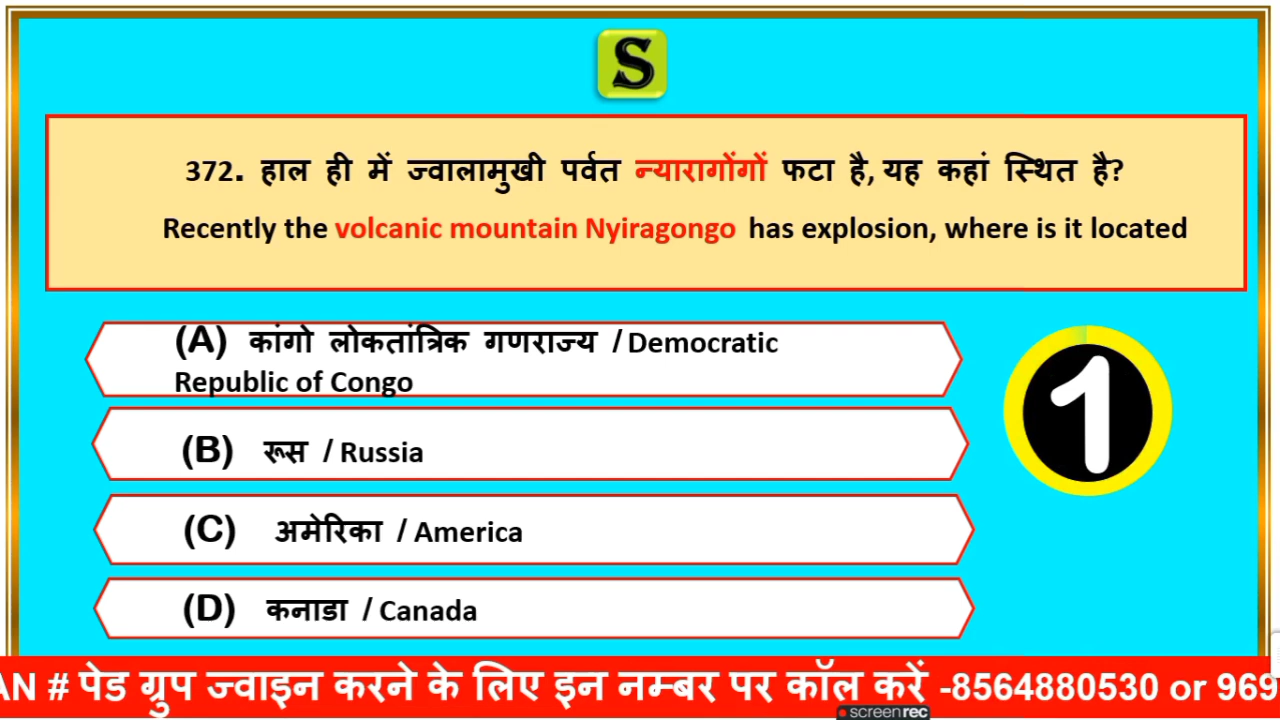 S
372. हाल ही में ज्वालामुखी पर्वत न्यारागोंगों फटा है, यह कहां स्थित है?
Recently the volcanic mountain Nyiragongo has explosion, where is it located
(A) कांगो लोकतांत्रिक गणराज्य / Democratic
Republic of Congo
1
(B) रूस / Russia
(C) अमेरिका / America
(D) कनाडा / Canada
AN # पेड ग्रुप ज्वाइन करने के लिए इन नम्बर पर कॉल करें -8564880530 or 969
screenrec